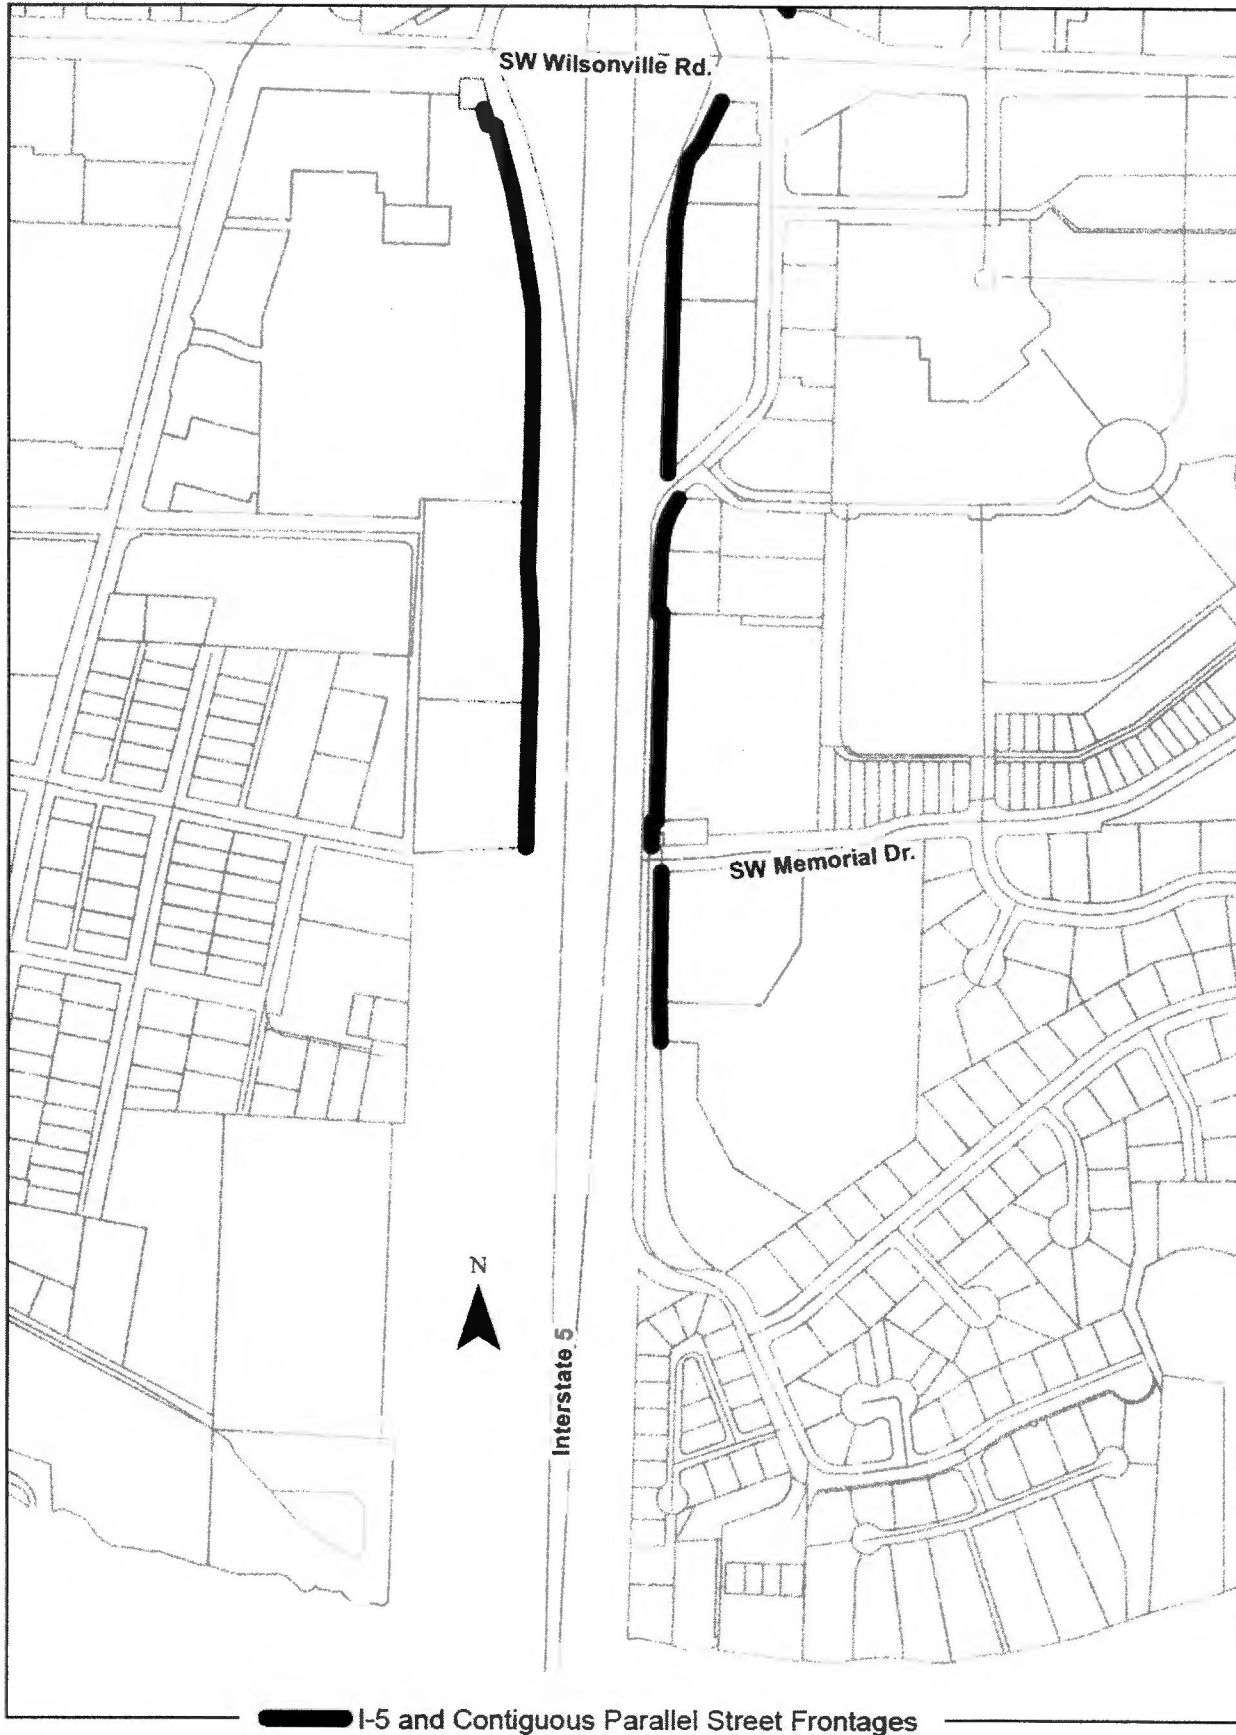 SW Wilsonville Rd.
SW Memorial Dr.
N
Interstate 5
I-5 and Contiguous Parallel Street Frontages